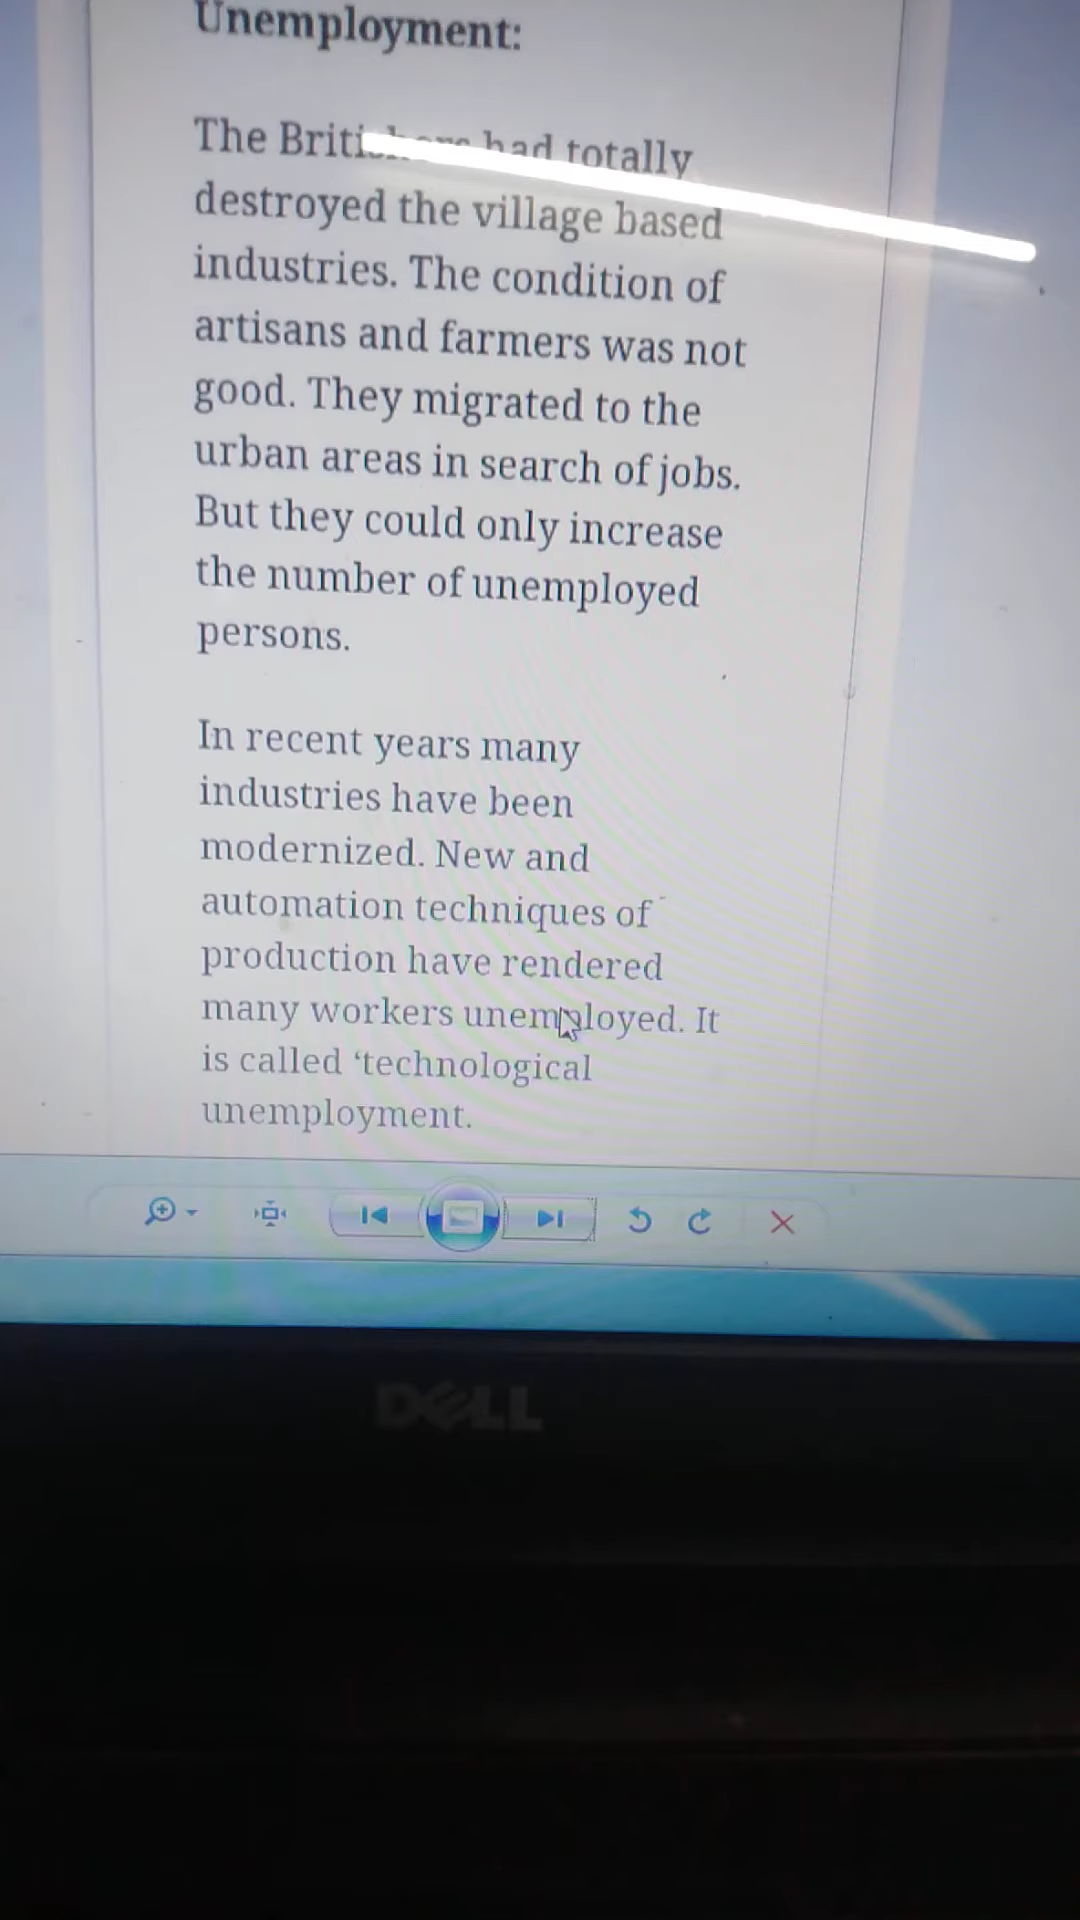 Unemployment:
The Britishers had totally
destroyed the village based
industries. The condition of
artisans and farmers was not
good. They migrated to the
urban areas in search of jobs.
But they could only increase
the number of unemployed
persons.
In recent years many
industries have been
modernized. New and
automation techniques of
production have rendered
many workers unemployed. It
is called ‘technological
unemployment.
DELL